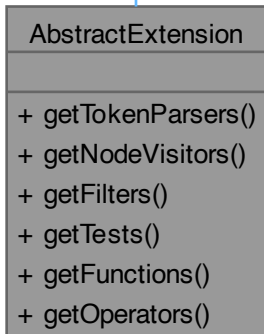 AbstractExtension
+ getTokenParsers()
+ getNodeVisitors()
+ getFilters()
+ getTests()
+ getFunctions()
+ getOperators()